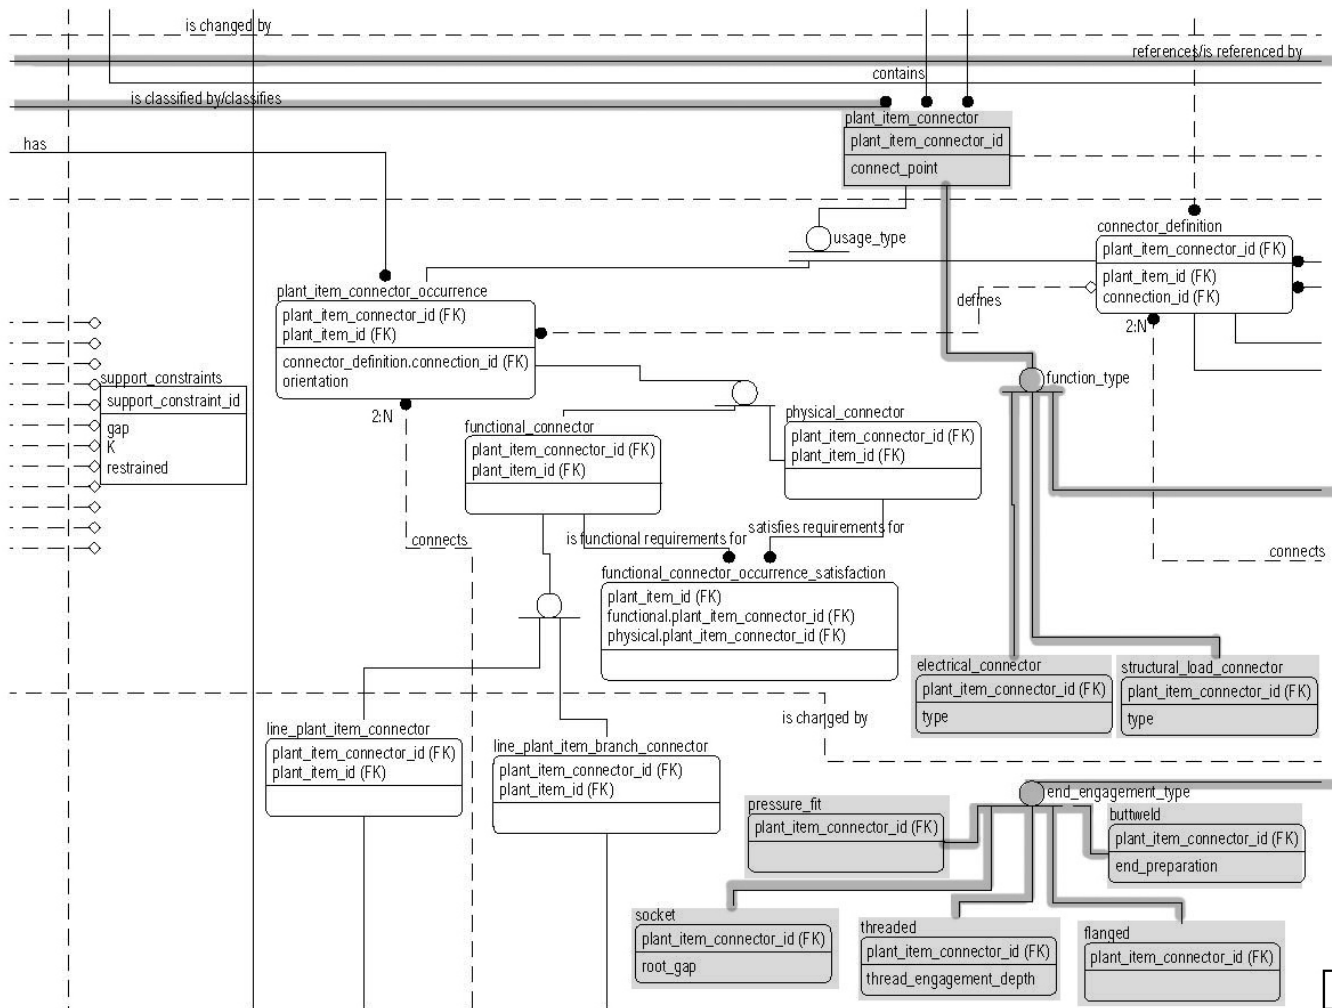 is changed by
references/is referenced by
contains
is classified by/classifies
plant_item_connector
plant_item_connector_id
connect_point
has
usage_type
connector_definition
plant_item_connector_id (FK)
plant_item_id (FK)
connection_id (FK)
2:N
plant_item_connector_occurrence
plant_item_connector_id (FK)
plant_item_id (FK)
connector_definition.connection_id (FK)
orientation
2:N
defines
function_type
support_constraints
support_constraint_id
gap
K
restrained
functional_connector
plant_item_connector_id (FK)
plant_item_id (FK)
physical_connector
plant_item_connector_id (FK)
plant_item_id (FK)
connects
is functional requirements for
satisfies requirements for
connects
functional_connector_occurrence_satisfaction
plant_item_id (FK)
functional.plant_item_connector_id (FK)
physical.plant_item_connector_id (FK)
electrical_connector
plant_item_connector_id (FK)
type
structural_load_connector
plant_item_connector_id (FK)
type
is changed by
line_plant_item_connector
plant_item_connector_id (FK)
plant_item_id (FK)
line_plant_item_branch_connector
plant_item_connector_id (FK)
plant_item_id (FK)
end_engagement_type
pressure_fit
plant_item_connector_id (FK)
buttweld
plant_item_connector_id (FK)
end_preparation
socket
plant_item_connector_id (FK)
root_gap
threaded
plant_item_connector_id (FK)
thread_engagement_depth
flanged
plant_item_connector_id (FK)